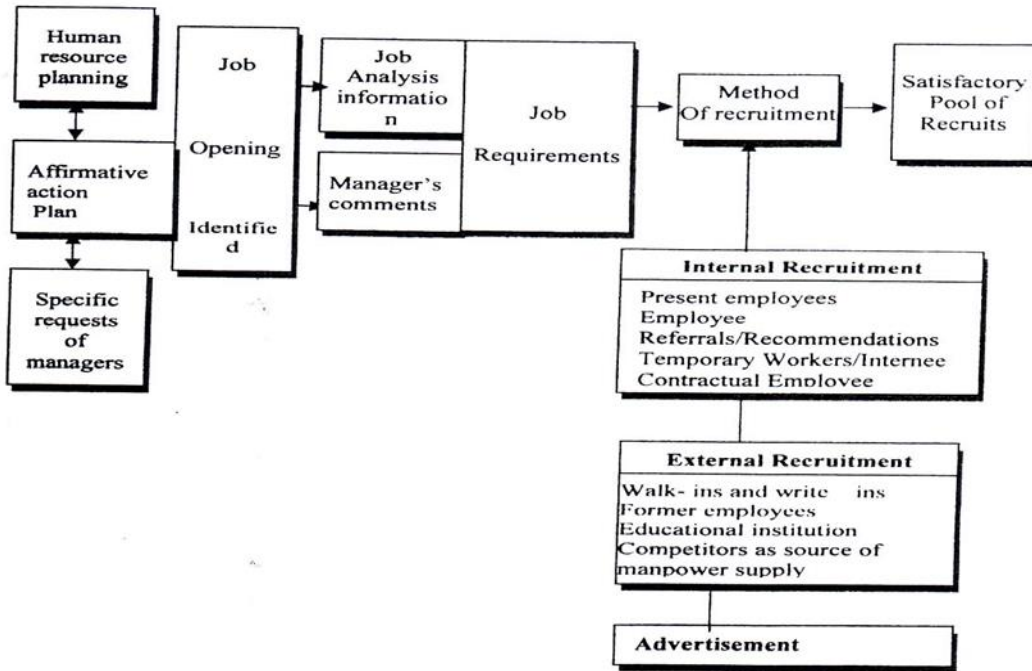 Human
resource
planning
Affirmative
action
Plan
Specific
requests
of
managers
Job
Opening
Identifie
d
Job
Analysis
informatio
n
Manager's
comments
Job
Requirements
Method
Of recruitment
Satisfactory
Pool of
Recruits
Internal Recruitment
Present employees
Employee
Referrals/Recommendations
Temporary Workers/Internee
Contractual Employee
External Recruitment
Walk- ins and write ins
Former employees
Educational institution
Competitors as source of
manpower supply
Advertisement